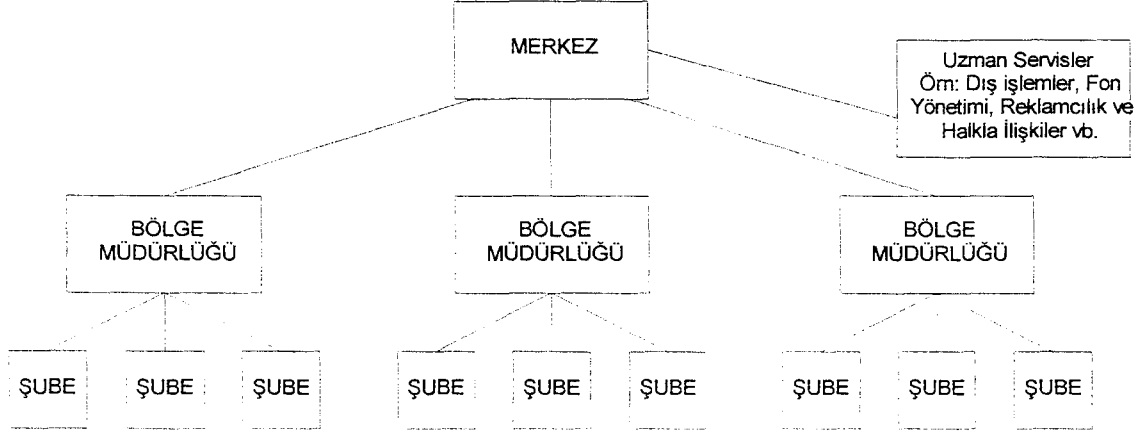 MERKEZ
Uzman Servisler
Örn: Dış işlemler, Fon
Yönetimi, Reklamcılık ve
Halkla İlişkiler vb.
BÖLGE
MÜDÜRLÜĞÜ
BÖLGE
MÜDÜRLÜĞÜ
BÖLGE
MÜDÜRLÜĞÜ
ŞUBE
ŞUBE
ŞUBE
ŞUBE
ŞUBE
ŞUBE
ŞUBE
ŞUBE
ŞUBE